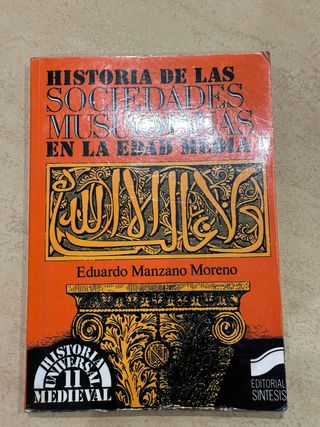 HISTORIA DE LAS
SOCIEDADES
MUSULMANAS
EN LA EDAD MEDIA
ولا غالب إلا الله
Eduardo Manzano Moreno
HISTORIA
UNIVERSAL
11
MEDIEVAL
EDITORIAL
SINTESIS